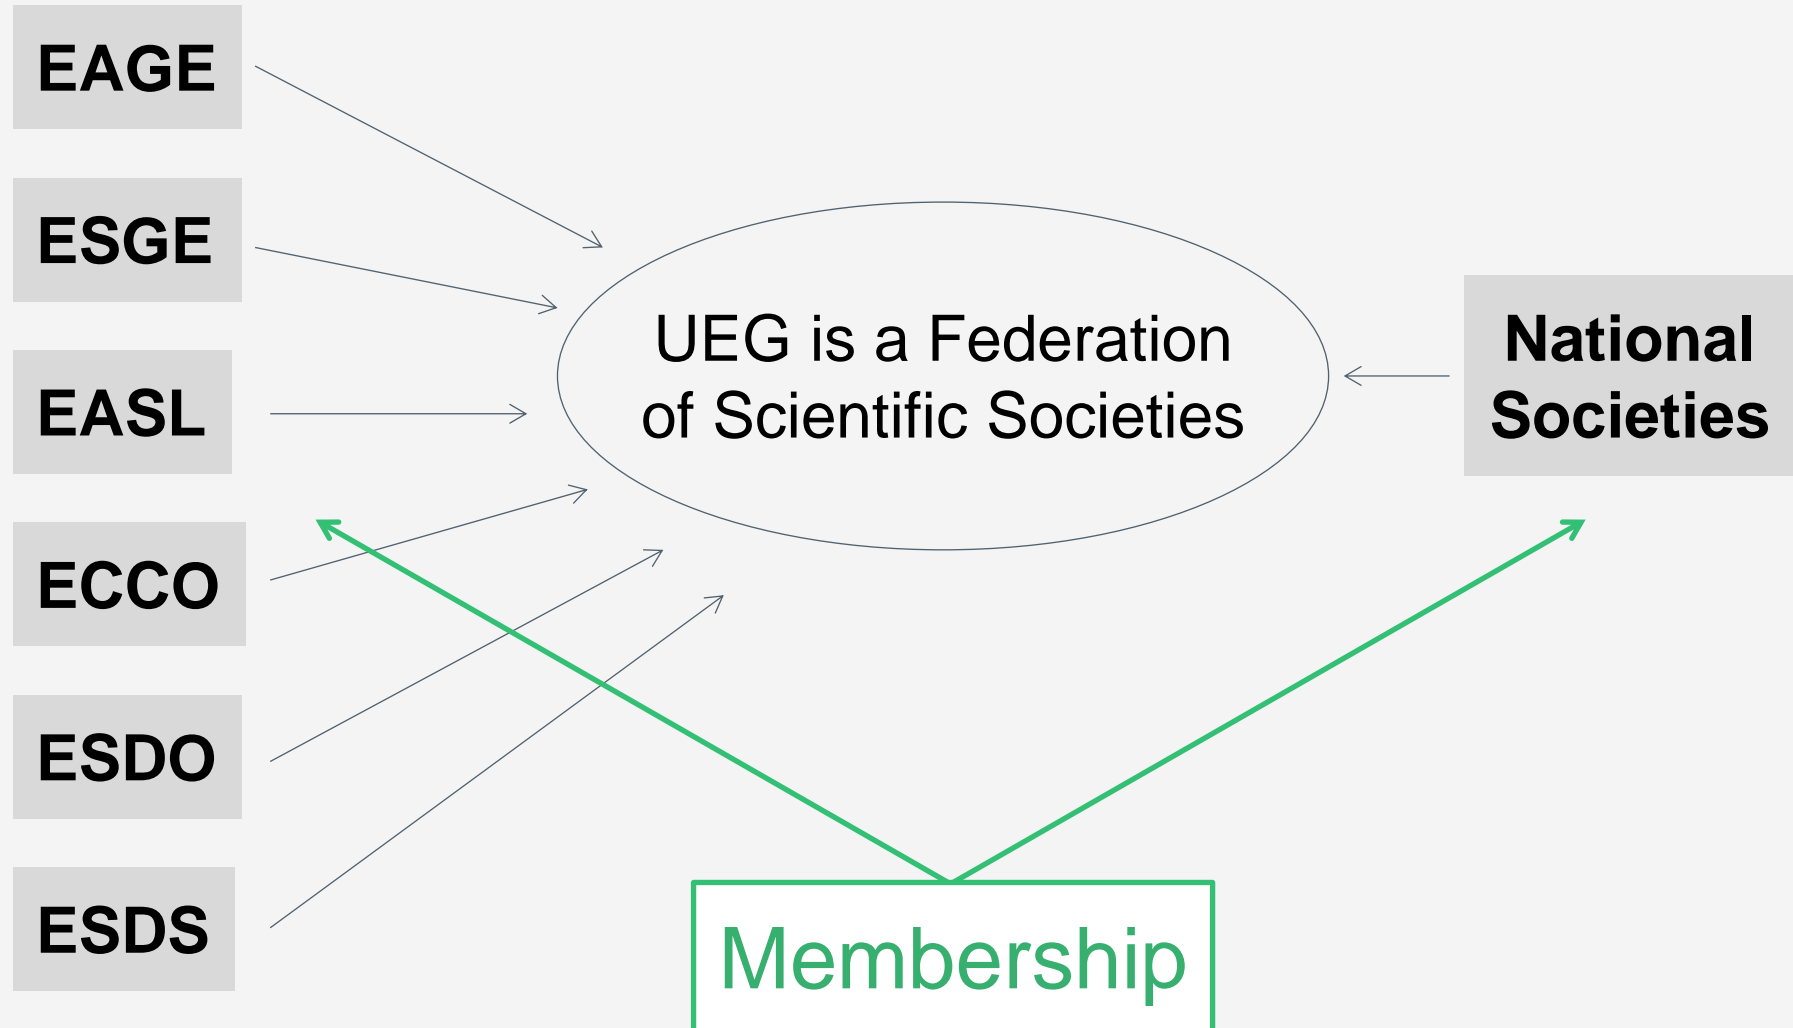 EAGE
ESGE
EASL
ECCO
ESDO
ESDS
UEG is a Federation
of Scientific Societies
National
Societies
Membership